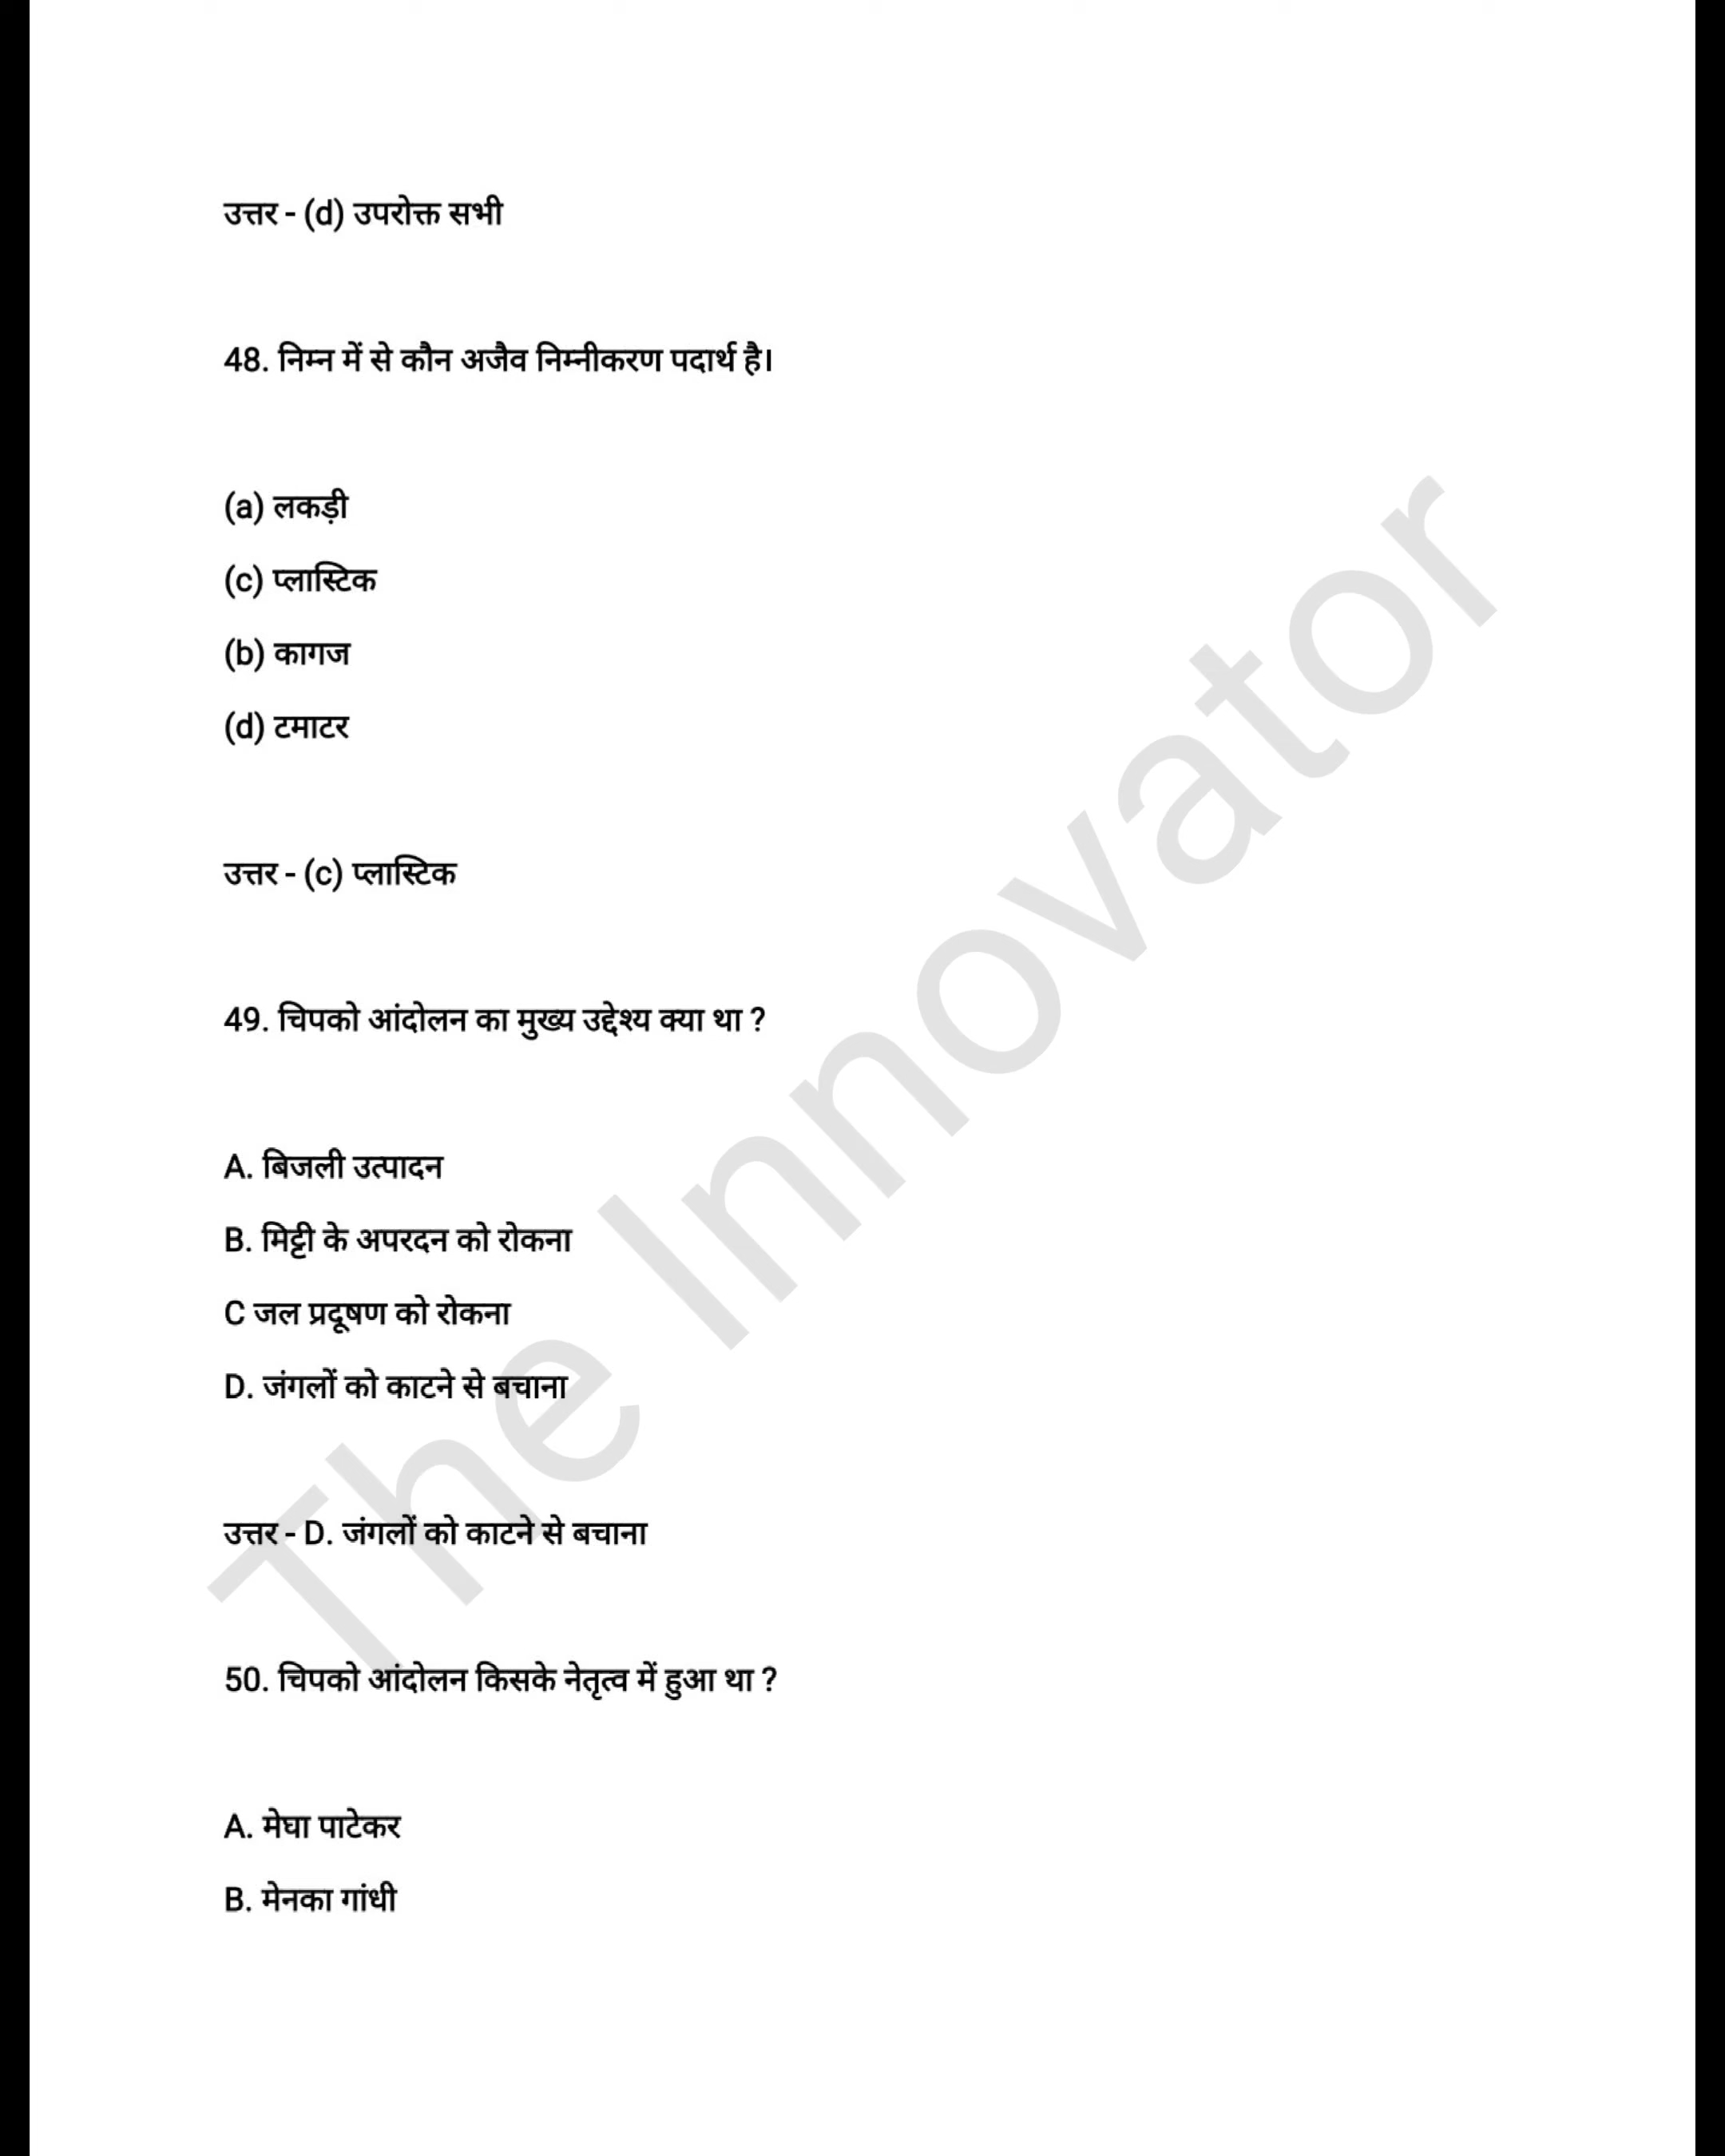 उत्तर - (d) उपरोक्त सभी
48. निम्न में से कौन अजैव निम्नीकरण पदार्थ है।
(a) लकड़ी
(c) प्लास्टिक
(b) कागज
(d) टमाटर
उत्तर - (c) प्लास्टिक
49. चिपको आंदोलन का मुख्य उद्देश्य क्या था ?
A. बिजली उत्पादन
B. मिट्टी के अपरदन को रोकना
C जल प्रदूषण को रोकना
D. जंगलों को काटने से बचाना
उत्तर - D. जंगलों को काटने से बचाना
50. चिपको आंदोलन किसके नेतृत्व में हुआ था ?
A. मेघा पाटेकर
B. मेनका गांधी
The Innovator